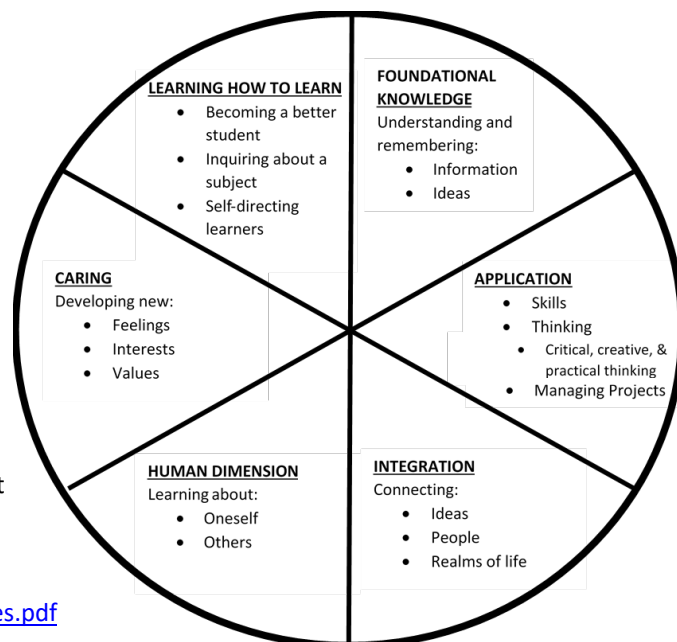 LEARNING HOW TO LEARN
• Becoming a better
student
• Inquiring about a
subject
• Self-directing
learners
FOUNDATIONAL
KNOWLEDGE
Understanding and
remembering:
• Information
• Ideas
CARING
Developing new:
• Feelings
• Interests
• Values
APPLICATION
• Skills
• Thinking
• Critical, creative, &
practical thinking
• Managing Projects
HUMAN DIMENSION
Learning about:
• Oneself
• Others
INTEGRATION
Connecting:
• Ideas
• People
• Realms of life
t
es.pdf